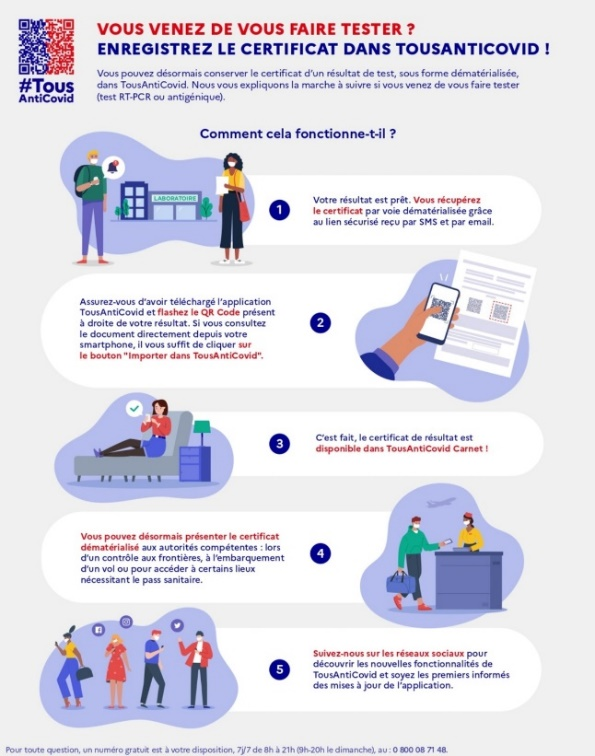 #Tous
AntiCovid
VOUS VENEZ DE VOUS FAIRE TESTER ?
ENREGISTREZ LE CERTIFICAT DANS TOUSANTICOVID !
Vous pouvez désormais conserver le certificat d'un résultat de test, sous forme dématérialisée,
dans TousAntiCovid. Nous vous expliquons la marche à suivre si vous venez de vous faire tester
(test RT-PCR ou antigénique).
Comment cela fonctionne-t-il ?
LABORATOIRE
1
Votre résultat est prêt. Vous récupérez
le certificat par voie dématérialisée grâce
au lien sécurisé reçu par SMS et par email.
Assurez-vous d'avoir téléchargé l'application
TousAntiCovid et flashez le QR Code présent
à droite de votre résultat. Si vous consultez
le document directement depuis votre
smartphone, il vous suffit de cliquer sur
le bouton "Importer dans TousAntiCovid".
2
3
C'est fait, le certificat de résultat est
disponible dans TousAntiCovid Carnet !
Vous pouvez désormais présenter le certificat
dématérialisé aux autorités compétentes : lors
d'un contrôle aux frontières, à l'embarquement
d'un vol ou pour accéder à certains lieux
nécessitant le pass sanitaire.
4
5
Suivez-nous sur les réseaux sociaux pour
découvrir les nouvelles fonctionnalités de
TousAntiCovid et soyez les premiers informés
des mises à jour de l'application.
Pour toute question, un numéro gratuit est à votre disposition, 7j/7 de 8h à 21h (9h-20h le dimanche), au : 0 800 08 71 48.